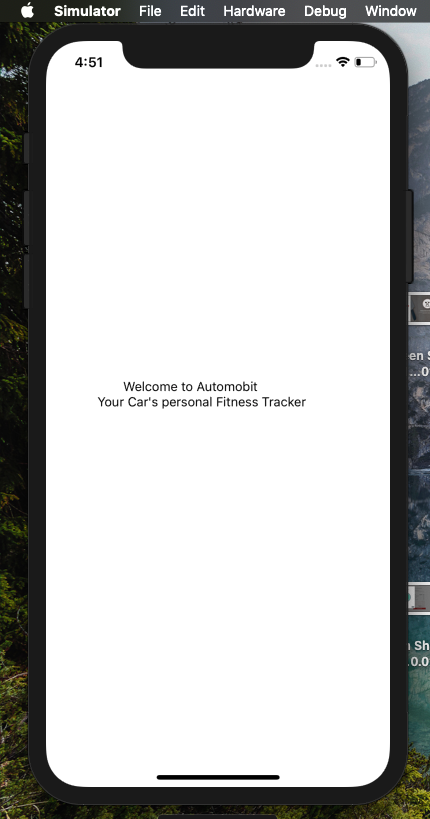 Simulator File Edit Hardware Debug Window
4:51
Welcome to Automobit
Your Car's personal Fitness Tracker